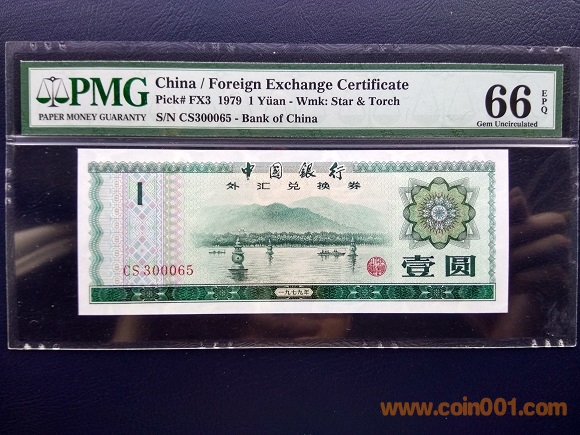 PMG
PAPER MONEY GUARANTY
China / Foreign Exchange Certificate
Pick# FX3 1979 1 Yüan - Wmk: Star & Torch
S/N CS300065 - Bank of China
66 EPQ
Gem Uncirculated
中国银行
外汇兑换券
1
CS300065
壹圆
一九七九年
www.coin001.com